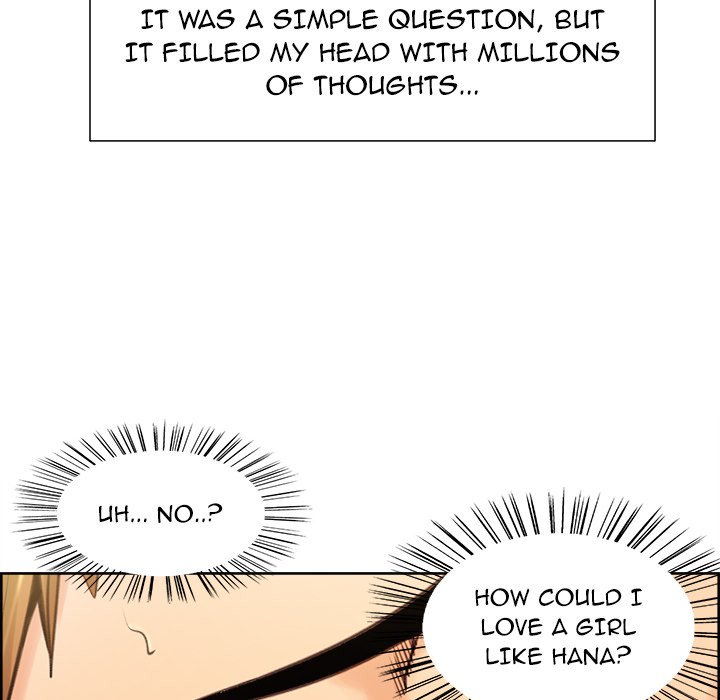 IT WAS A SIMPLE QUESTION, BUT
IT FILLED MY HEAD WITH MILLIONS
OF THOUGHTS...
UH... NO..?
HOW COULD I
LOVE A GIRL
LIKE HANA?